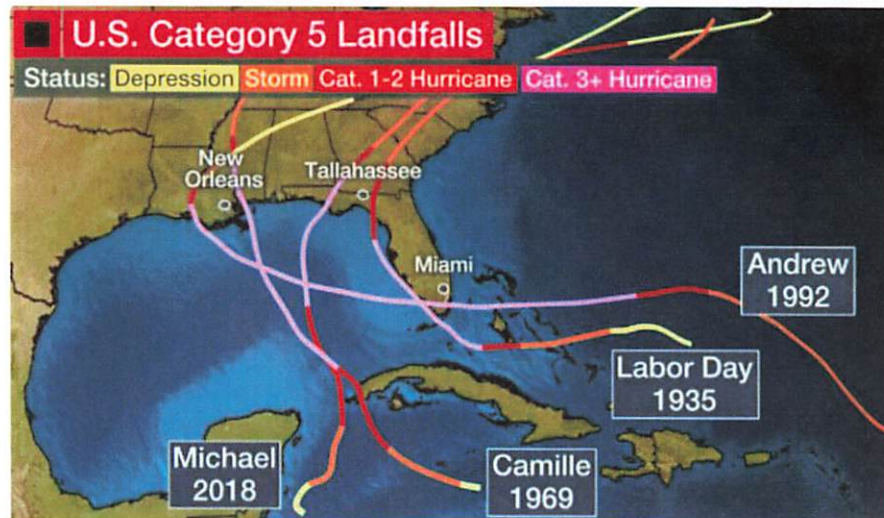 U.S. Category 5 Landfalls
Status: Depression Storm Cat. 1-2 Hurricane Cat. 3+ Hurricane
New
Orleans
Tallahassee
Miami
Andrew
1992
Labor Day
1935
Michael
2018
Camille
1969